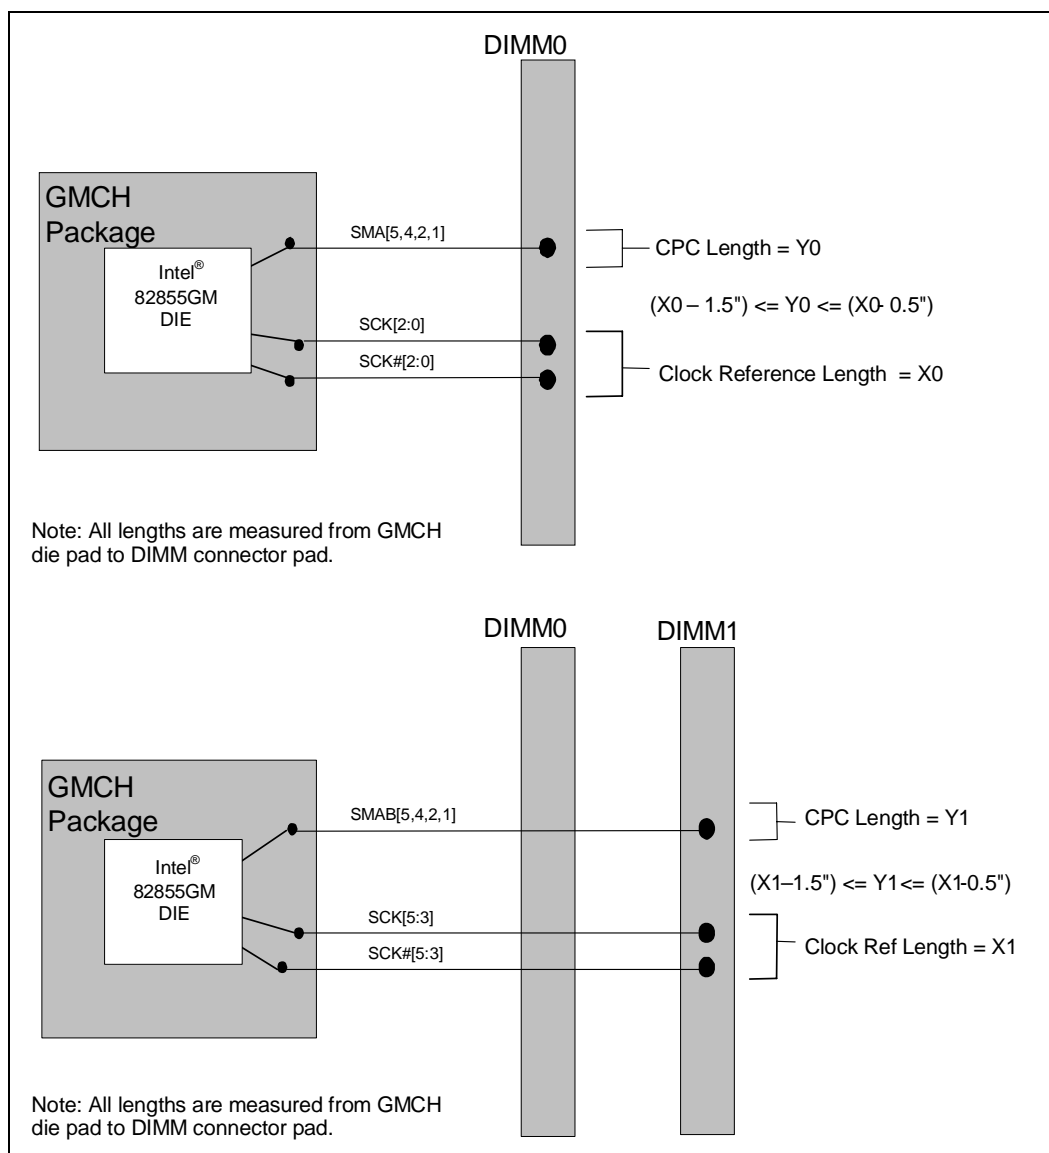 DIMM0
GMCH
Package
SMA[5,4,2,1]
CPC Length = Y0
Intel®
82855GM
DIE
(X0 – 1.5") <= Y0 <= (X0- 0.5")
SCK[2:0]
SCK#[2:0]
Clock Reference Length = X0
Note: All lengths are measured from GMCH
die pad to DIMM connector pad.
DIMM0 DIMM1
GMCH
Package
SMAB[5,4,2,1]
CPC Length = Y1
Intel®
82855GM
DIE
(X1–1.5") <= Y1<= (X1-0.5")
SCK[5:3]
SCK#[5:3]
Clock Ref Length = X1
Note: All lengths are measured from GMCH
die pad to DIMM connector pad.